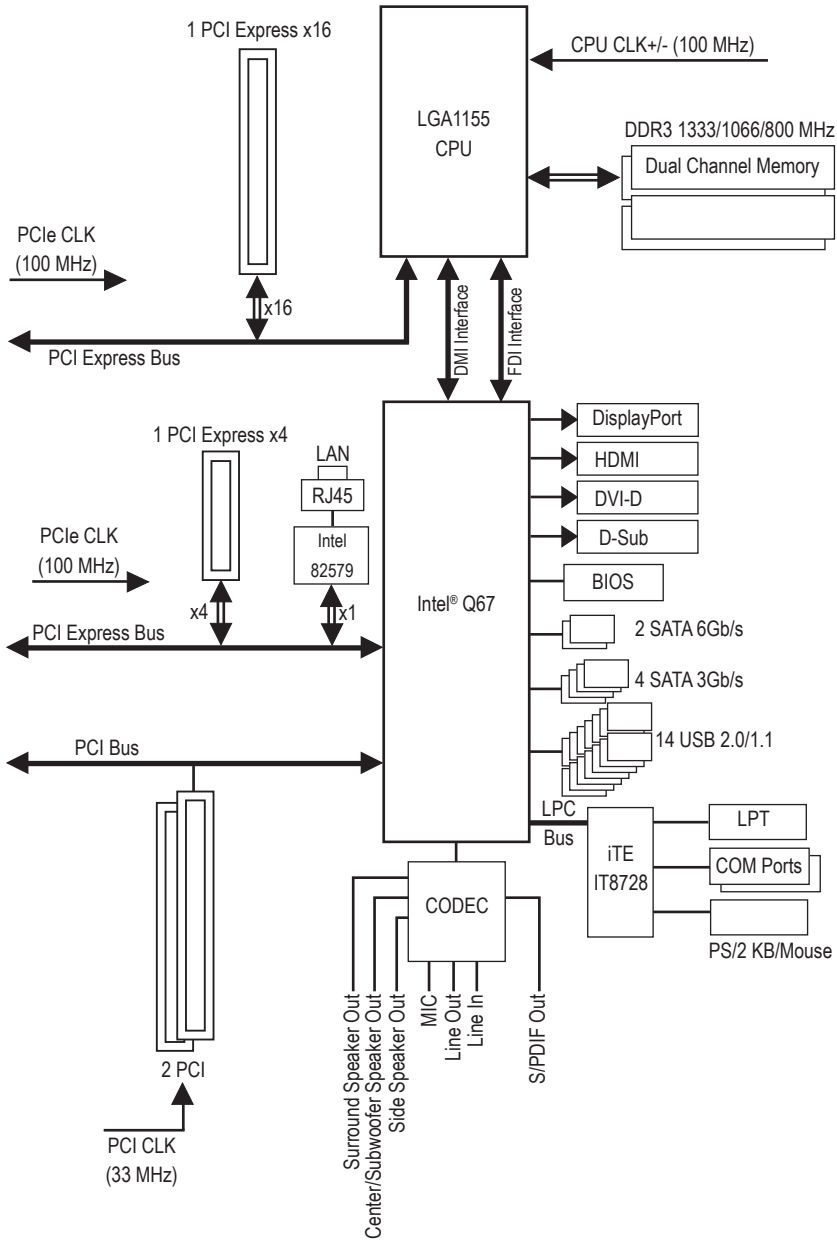 1 PCI Express x16
CPU CLK+/- (100 MHz)
LGA1155
CPU
DDR3 1333/1066/800 MHz
Dual Channel Memory
PCIe CLK
(100 MHz)
x16
PCI Express Bus
DMI Interface
FDI Interface
1 PCI Express x4
LAN
RJ45
Intel
82579
PCIe CLK
(100 MHz)
x4
x1
PCI Express Bus
Intel® Q67
DisplayPort
HDMI
DVI-D
D-Sub
BIOS
2 SATA 6Gb/s
4 SATA 3Gb/s
14 USB 2.0/1.1
PCI Bus
LPC
Bus
iTE
IT8728
LPT
COM Ports
PS/2 KB/Mouse
CODEC
Surround Speaker Out
Center/Subwoofer Speaker Out
Side Speaker Out
MIC
Line Out
Line In
S/PDIF Out
2 PCI
PCI CLK
(33 MHz)